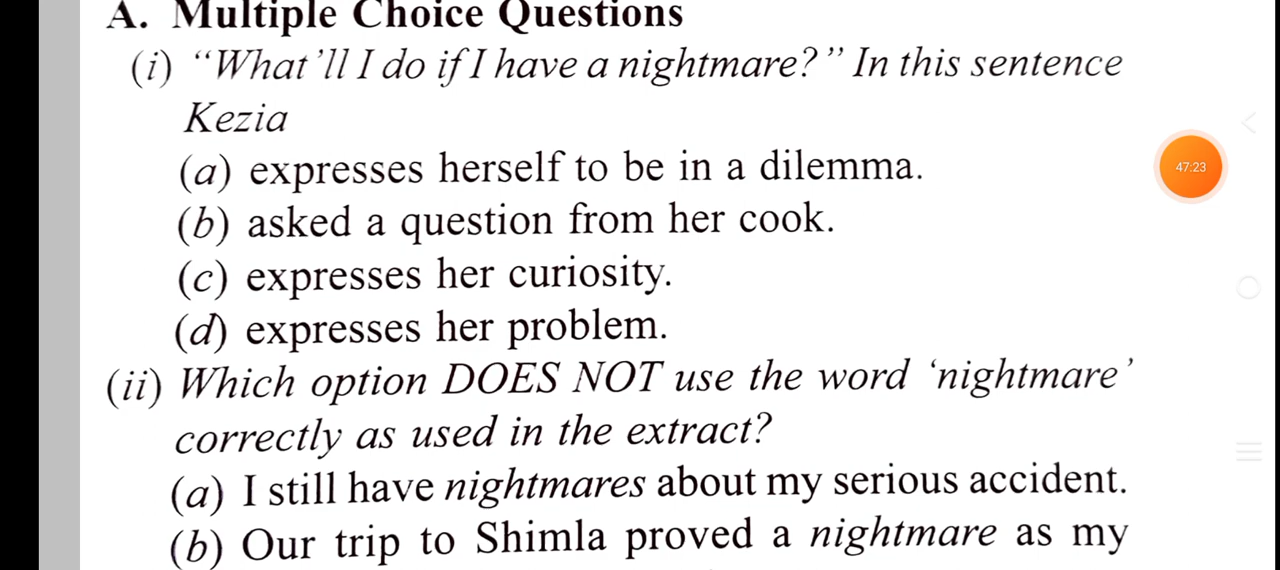 A. Multiple Choice Questions
(i) “What’ll I do if I have a nightmare?” In this sentence
Kezia
(a) expresses herself to be in a dilemma.
(b) asked a question from her cook.
(c) expresses her curiosity.
(d) expresses her problem.
(ii) Which option DOES NOT use the word ‘nightmare’
correctly as used in the extract?
(a) I still have nightmares about my serious accident.
(b) Our trip to Shimla proved a nightmare as my
47:23